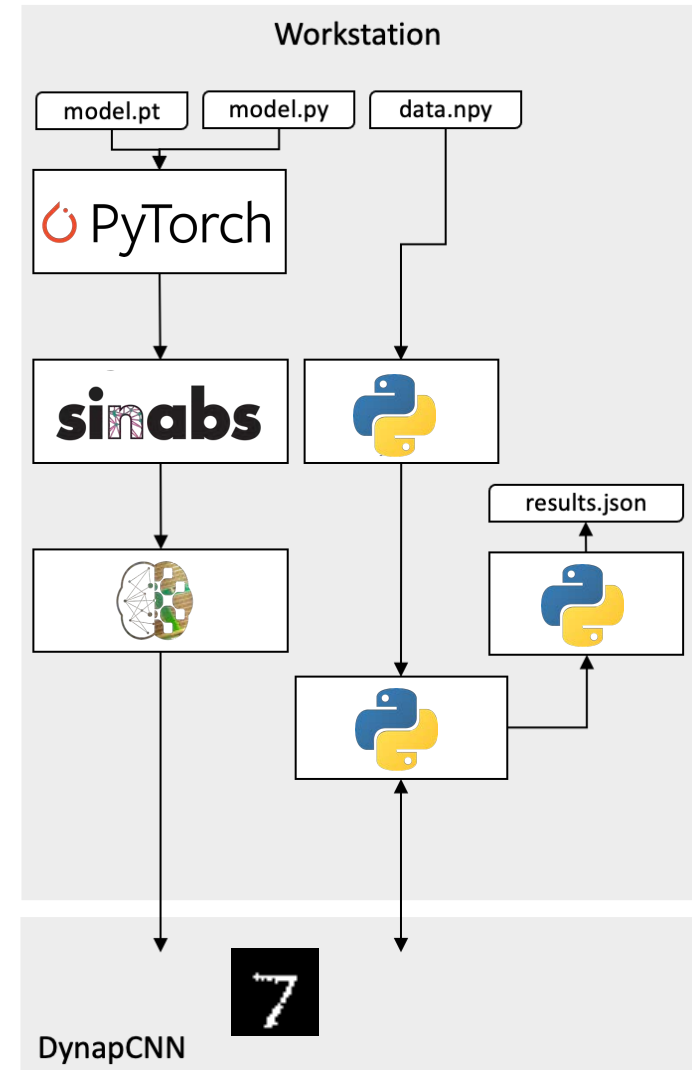 Workstation
model.pt
model.py
data.npy
PyTorch
sinabs
results.json
7
DynapCNN